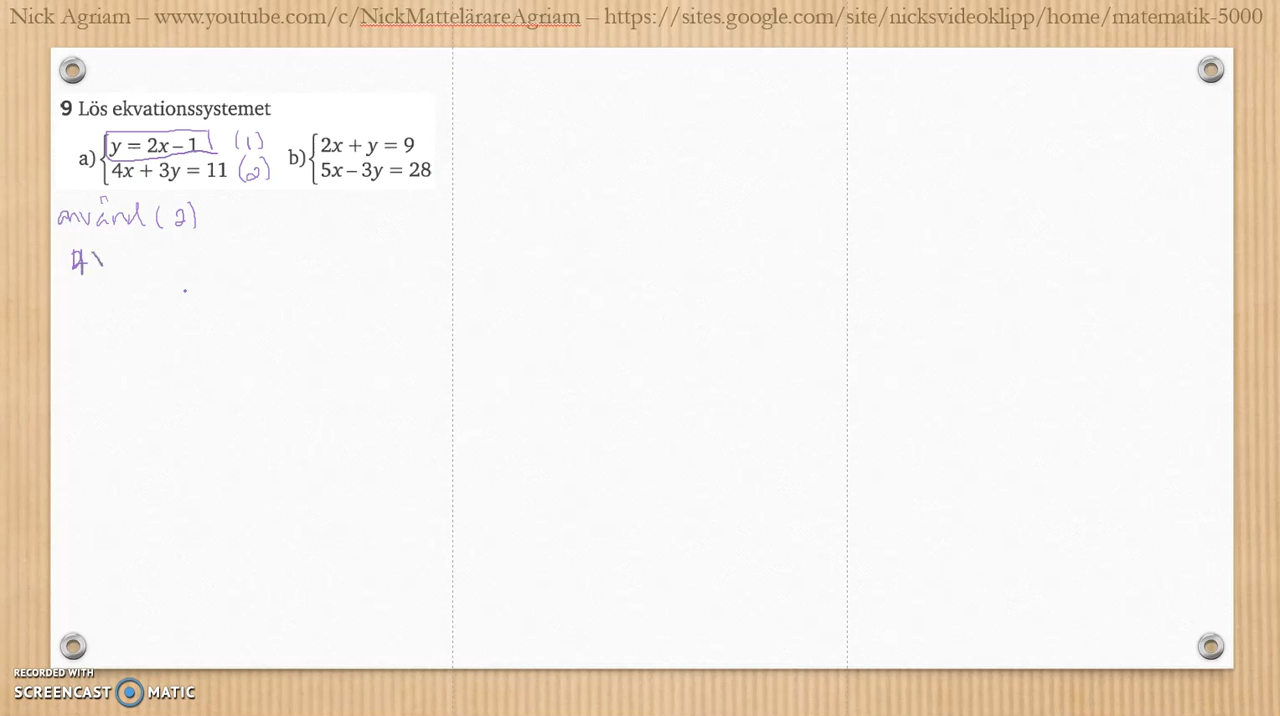 Nick Agriam – www.youtube.com/c/NickMattelärareAgriam – https://sites.google.com/site/nicksvideoklipp/home/matematik-5000
9 Lös ekvationssystemet
a) y = 2x – 1 (1)
4x + 3y = 11 (2)
b) 2x + y = 9
5x – 3y = 28
använd (2)
4
RECORDED WITH
SCREENCAST MATIC